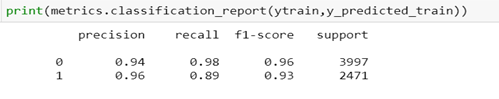 print(metrics.classification_report(ytrain,y_predicted_train))
precision recall f1-score support
0 0.94 0.98 0.96 3997
1 0.96 0.89 0.93 2471